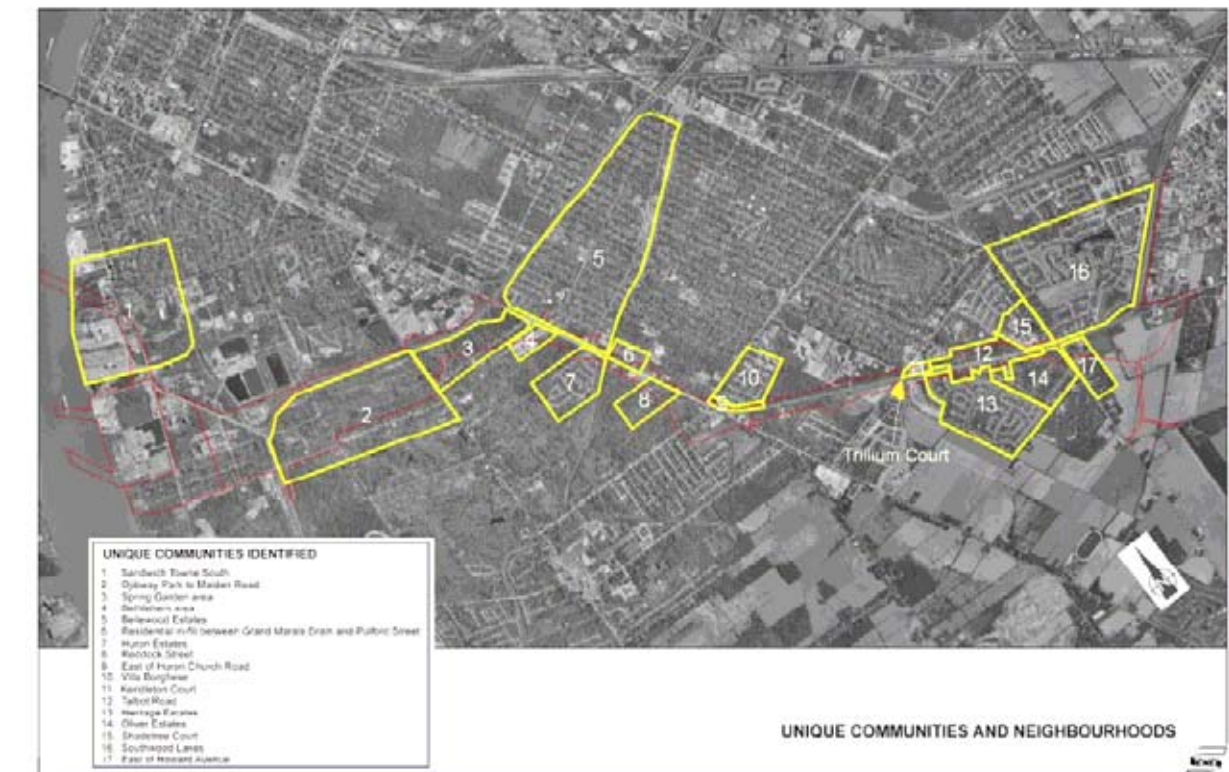 1
2
3
4
5
6
7
8
10
12
13
14
15
16
17
Trillium Court
UNIQUE COMMUNITIES IDENTIFIED
1 Sandwich Towne South
2 Ojibway Park to Malden Road
3 Spring Garden area
4 Bethlehem area
5 Bellewood Estates
6 Residential in-fill between Grand Marais Drain and Pulford Street
7 Huron Estates
8 Reddock Street
9 East of Huron Church Road
10 Villa Borghese
11 Kendleton Court
12 Talbot Road
13 Heritage Estates
14 Oliver Estates
15 Shadetree Court
16 Southwood Lakes
17 East of Howard Avenue
UNIQUE COMMUNITIES AND NEIGHBOURHOODS